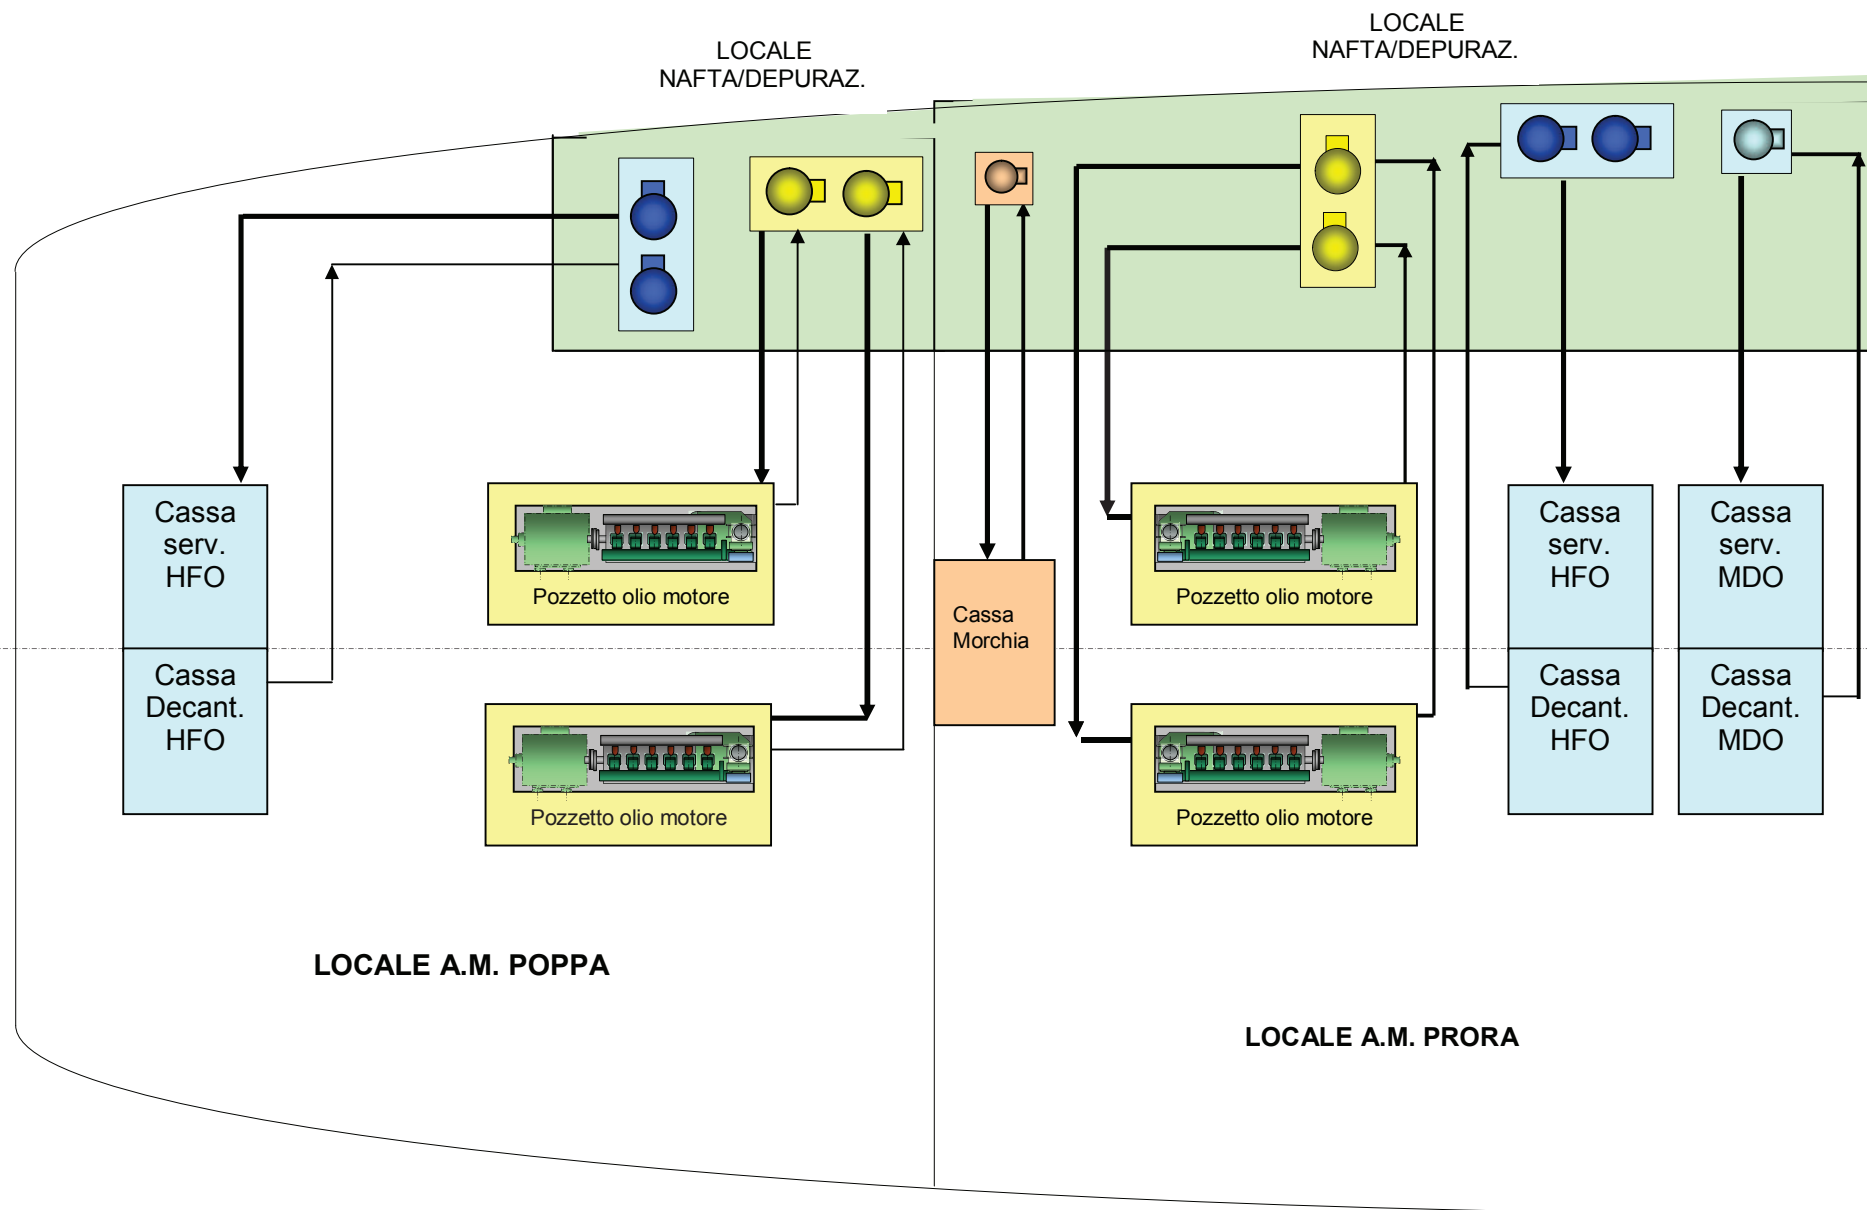 LOCALE
NAFTA/DEPURAZ.
LOCALE
NAFTA/DEPURAZ.
Cassa
serv.
HFO
Cassa
Decant.
HFO
Pozzetto olio motore
Pozzetto olio motore
Cassa
Morchia
Pozzetto olio motore
Pozzetto olio motore
Cassa
serv.
HFO
Cassa
Decant.
HFO
Cassa
serv.
MDO
Cassa
Decant.
MDO
LOCALE A.M. POPPA
LOCALE A.M. PRORA